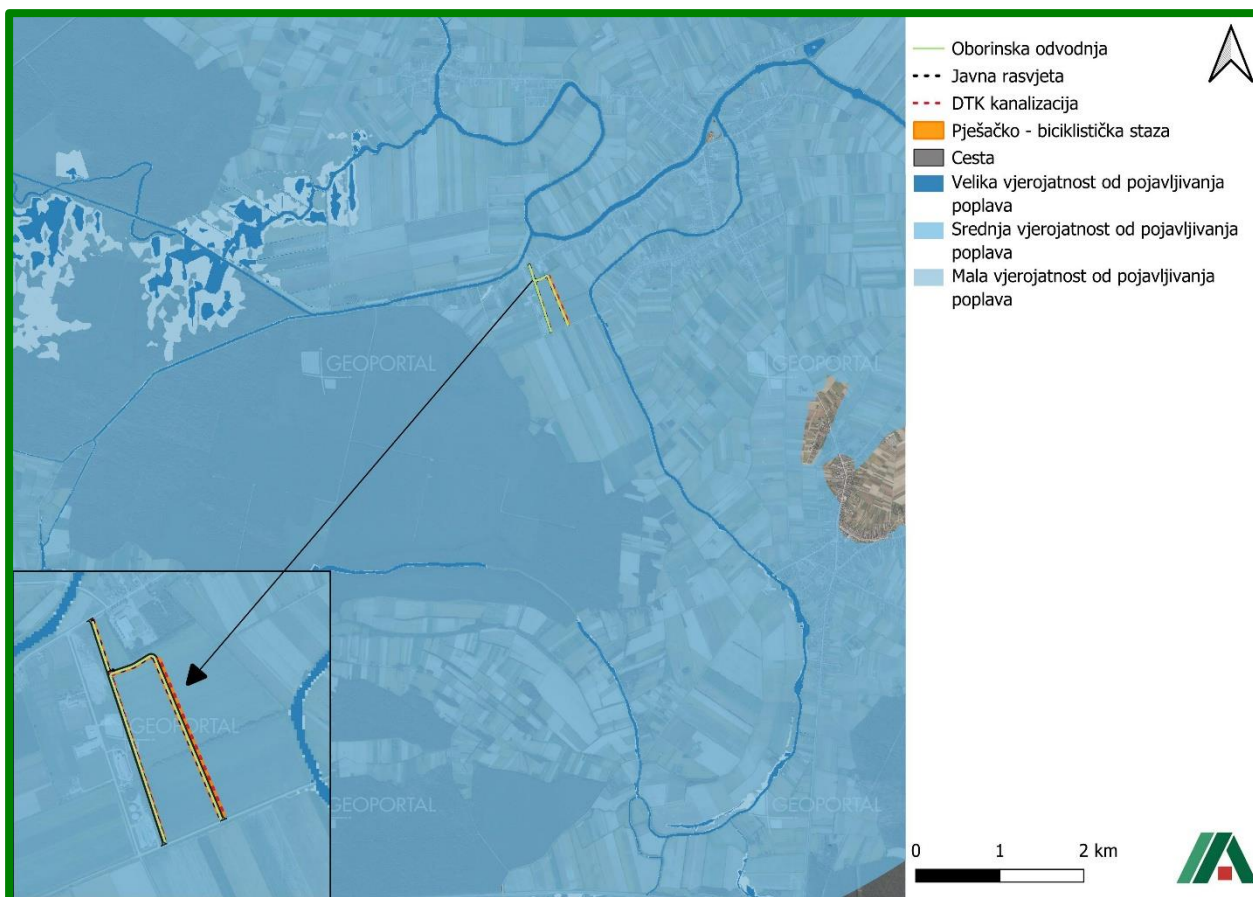 Oborinska odvodnja
Javna rasvjeta
DTK kanalizacija
Pješačko - biciklistička staza
Cesta
Velika vjerojatnost od pojavljivanja
poplava
Srednja vjerojatnost od pojavljivanja
poplava
Mala vjerojatnost od pojavljivanja
poplava
GEOPORTAL
GEOPORTAL
GEOPORTAL
GEOPORTAL
GEOPORTAL
0 1 2 km